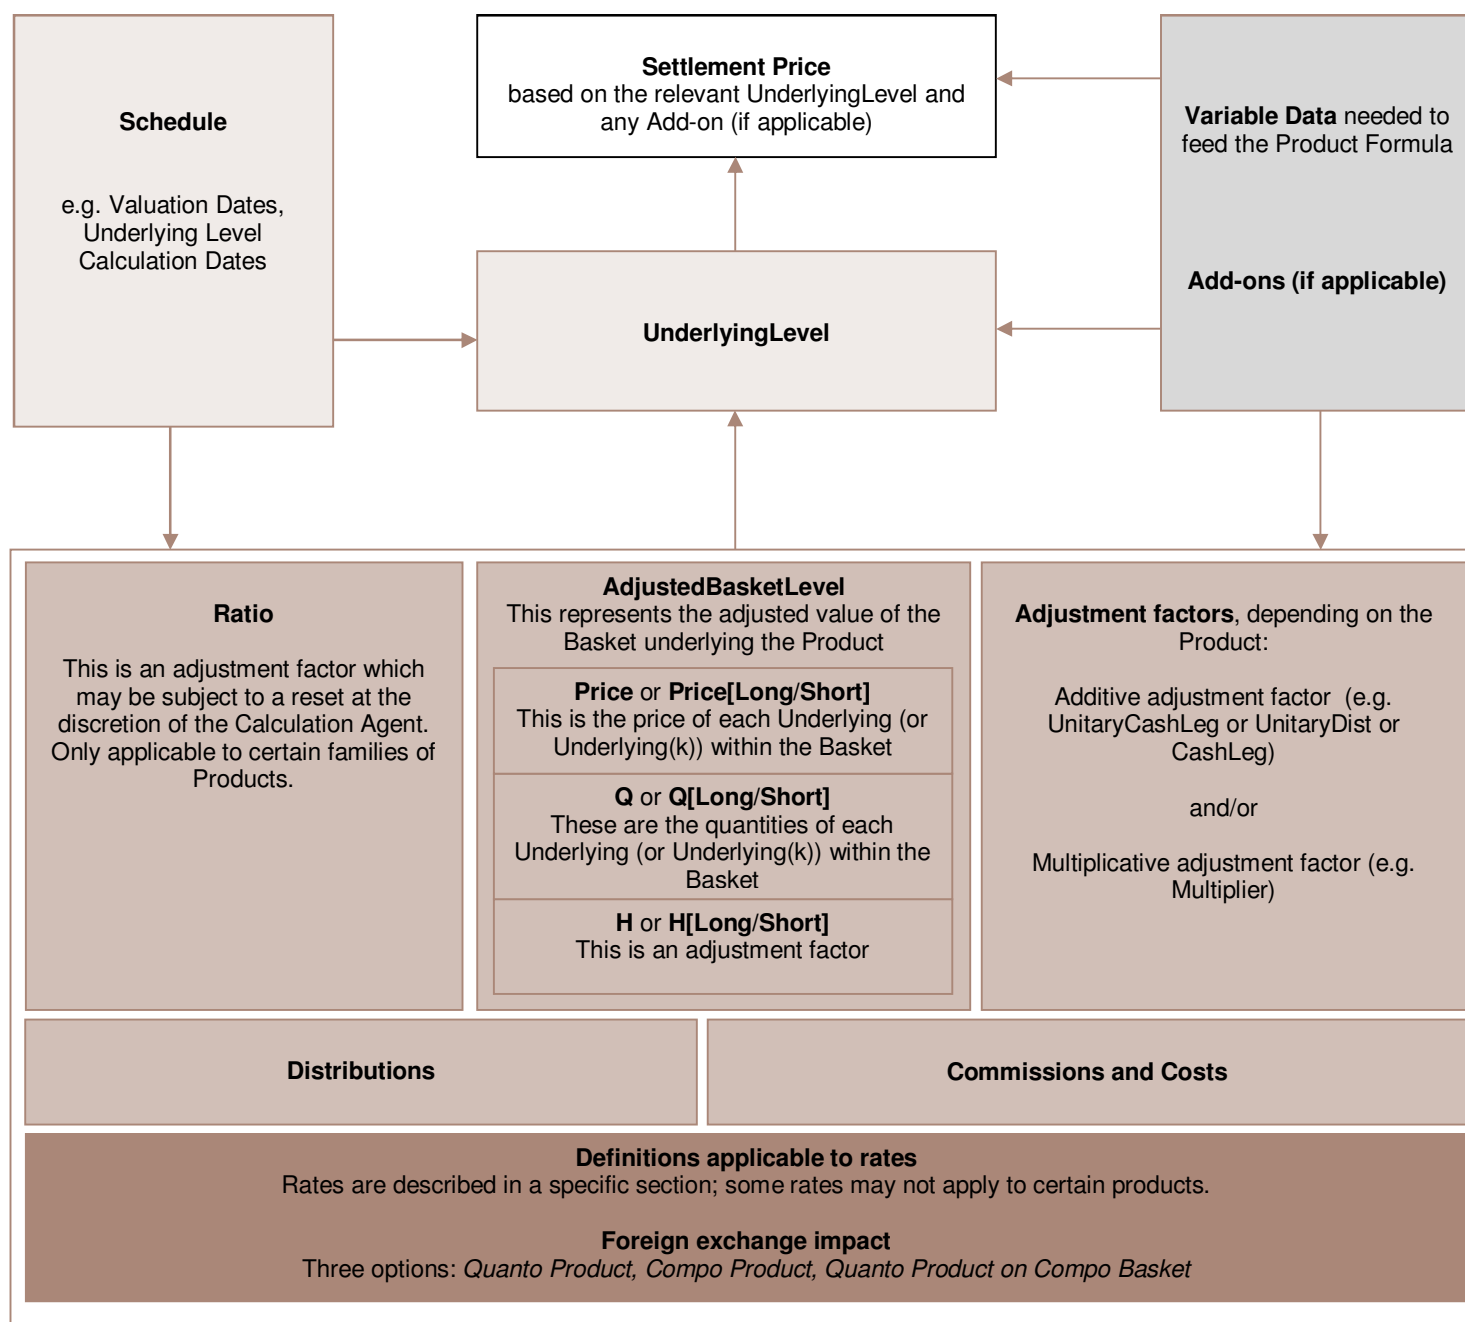 Schedule
e.g. Valuation Dates,
Underlying Level
Calculation Dates
Settlement Price
based on the relevant UnderlyingLevel and
any Add-on (if applicable)
Variable Data needed to
feed the Product Formula
Add-ons (if applicable)
UnderlyingLevel
Ratio
This is an adjustment factor which
may be subject to a reset at the
discretion of the Calculation Agent.
Only applicable to certain families of
Products.
AdjustedBasketLevel
This represents the adjusted value of the
Basket underlying the Product
Price or Price[Long/Short]
This is the price of each Underlying (or
Underlying(k)) within the Basket
Q or Q[Long/Short]
These are the quantities of each
Underlying (or Underlying(k)) within the
Basket
H or H[Long/Short]
This is an adjustment factor
Adjustment factors, depending on the
Product:
Additive adjustment factor (e.g.
UnitaryCashLeg or UnitaryDist or
CashLeg)
and/or
Multiplicative adjustment factor (e.g.
Multiplier)
Distributions
Commissions and Costs
Definitions applicable to rates
Rates are described in a specific section; some rates may not apply to certain products.
Foreign exchange impact
Three options: Quanto Product, Compo Product, Quanto Product on Compo Basket